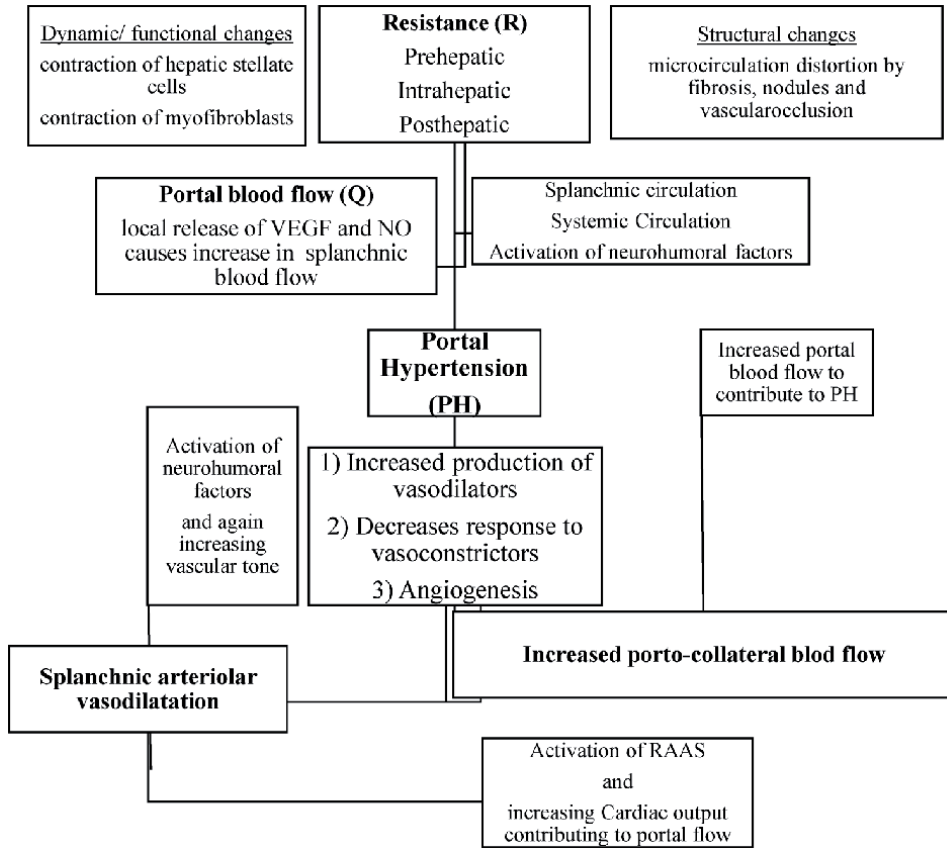 Dynamic/ functional changes
contraction of hepatic stellate
cells
contraction of myofibroblasts
Resistance (R)
Prehepatic
Intrahepatic
Posthepatic
Structural changes
microcirculation distortion by
fibrosis, nodules and
vascularocclusion
Portal blood flow (Q)
local release of VEGF and NO
causes increase in splanchnic
blood flow
Splanchnic circulation
Systemic Circulation
Activation of neurohumoral factors
Portal
Hypertension
(PH)
Increased portal
blood flow to
contribute to PH
Activation of
neurohumoral
factors
and again
increasing
vascular tone
1) Increased production of
vasodilators
2) Decreases response to
vasoconstrictors
3) Angiogenesis
Splanchnic arteriolar
vasodilatation
Increased porto-collateral blod flow
Activation of RAAS
and
increasing Cardiac output
contributing to portal flow